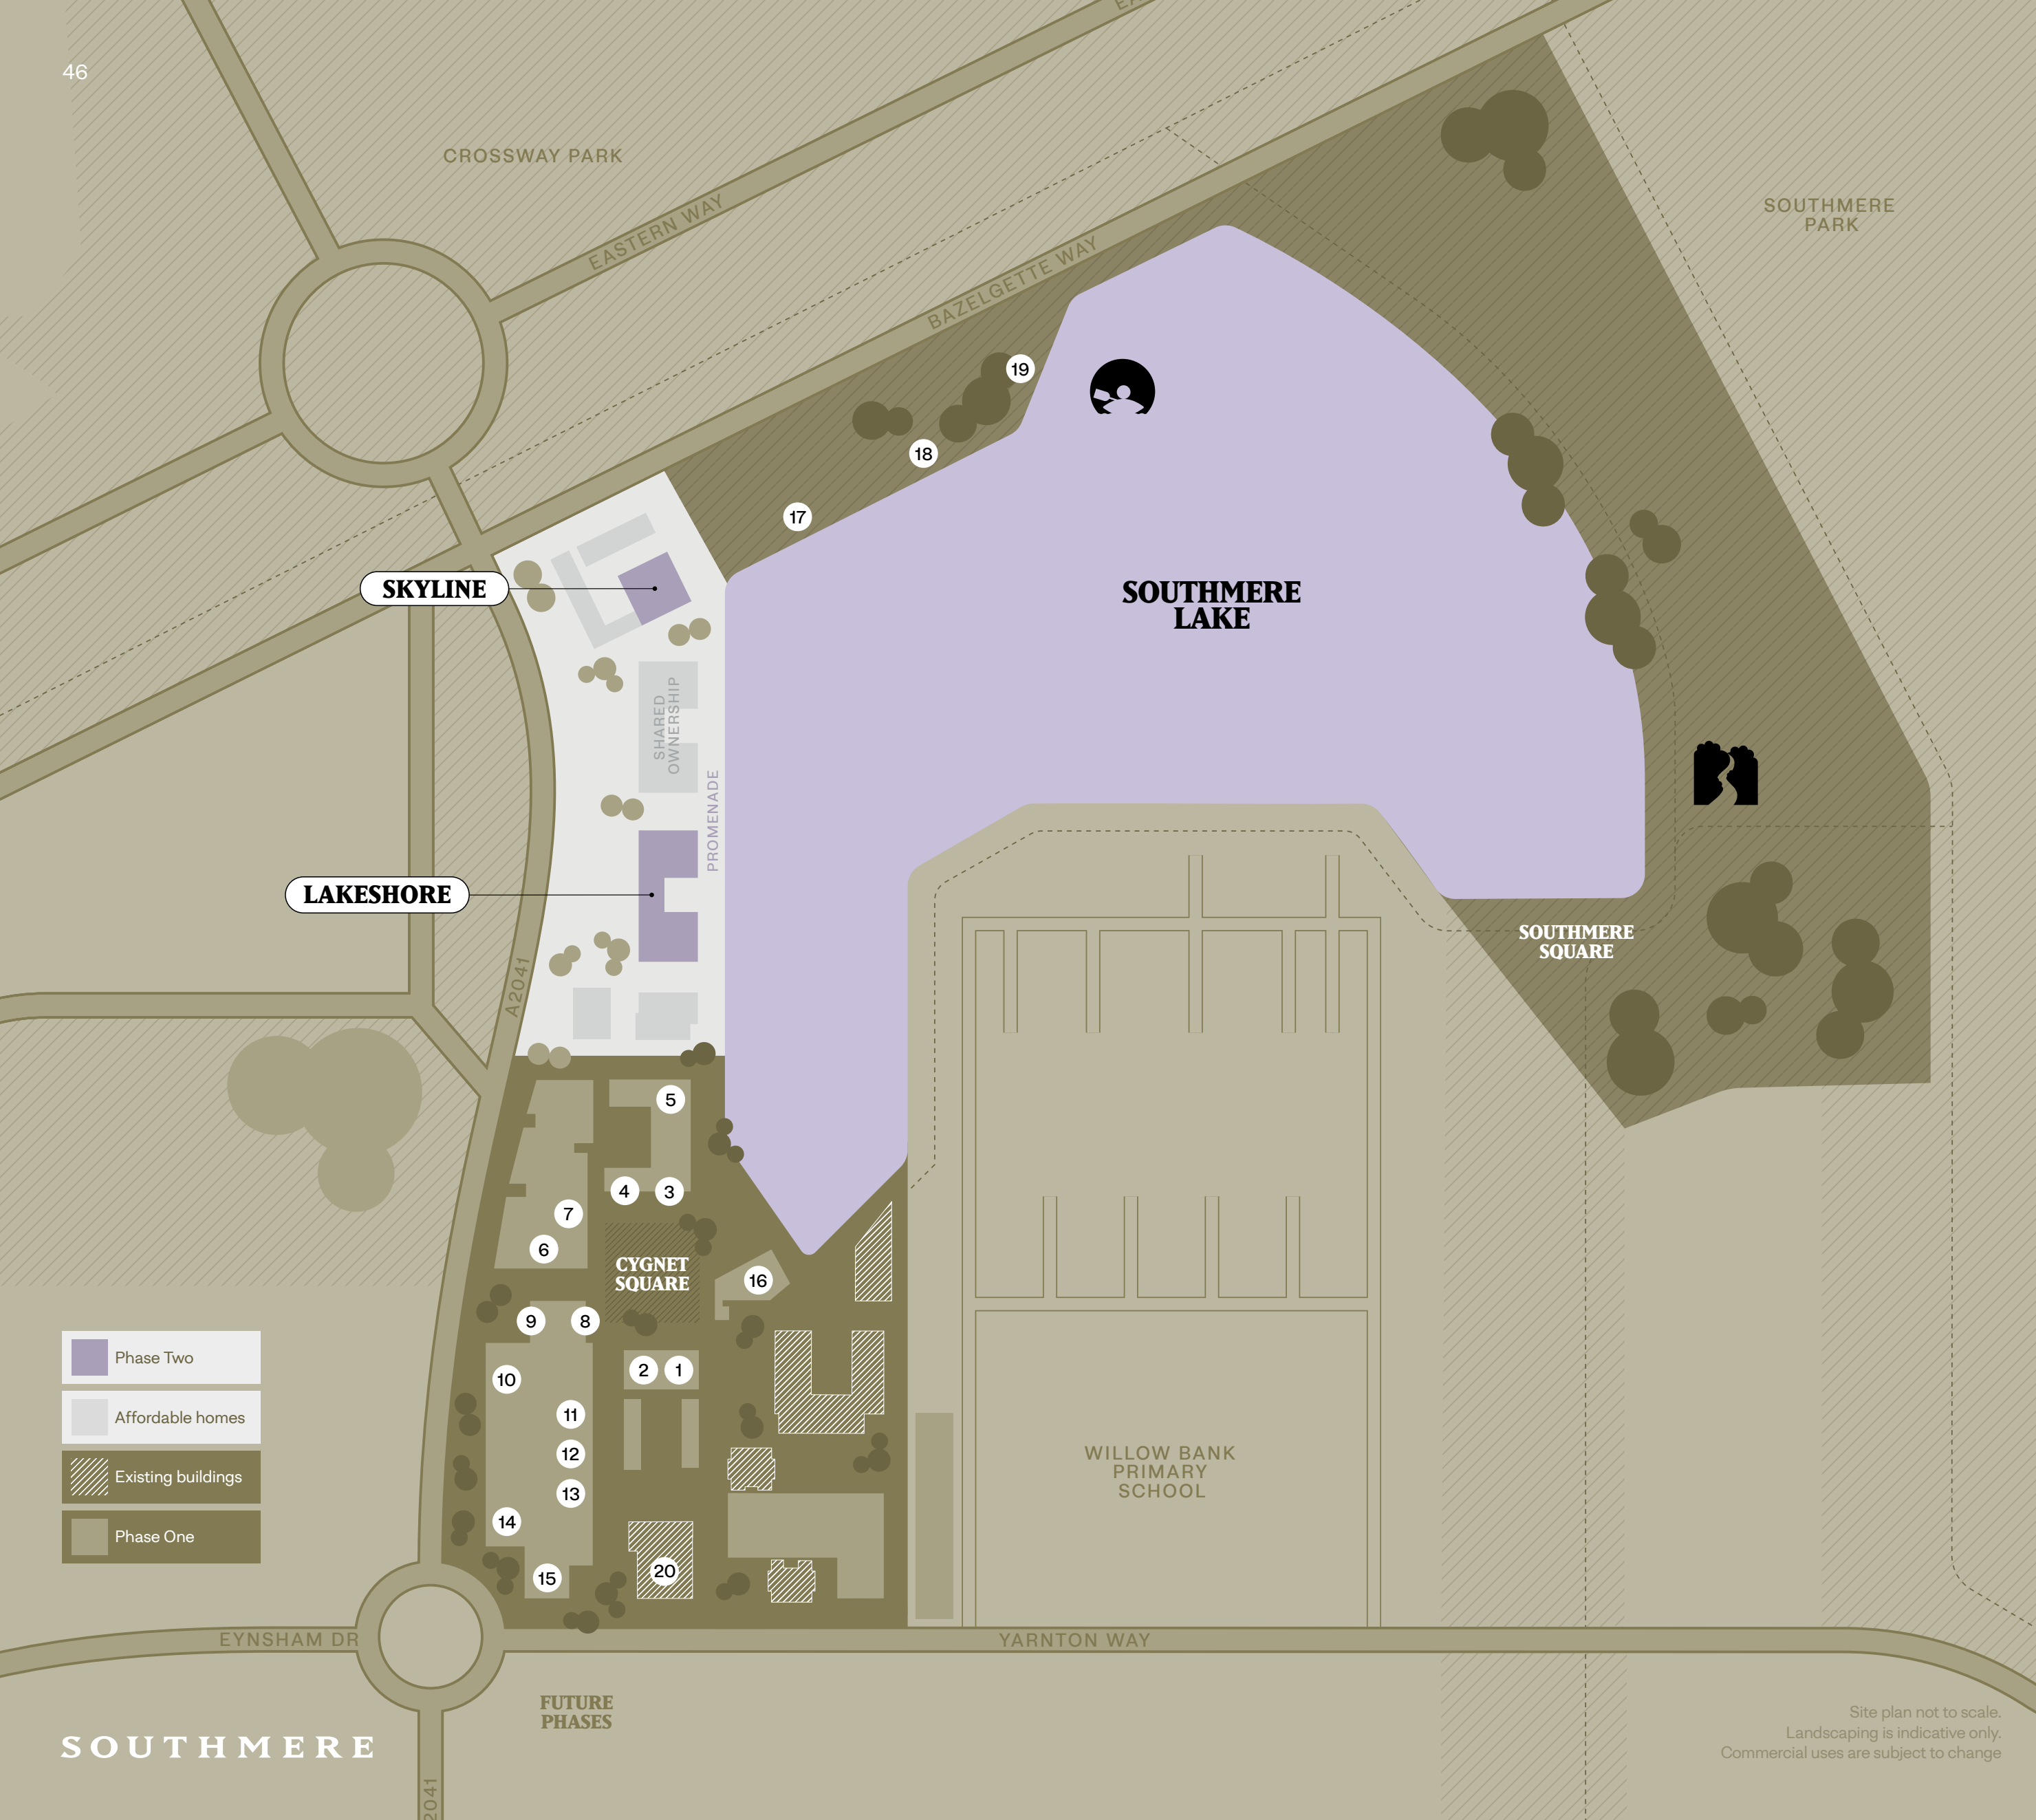 46
EA
CROSSWAY PARK
EASTERN WAY
SOUTHMERE
PARK
BAZELGETTE WAY
19
18
17
SKYLINE
SOUTHMERE
LAKE
SHARED
OWNERSHIP
PROMENADE
LAKESHORE
SOUTHMERE
SQUARE
A2041
5
4
3
7
6
CYGNET
SQUARE
16
9
8
2
1
10
11
12
13
14
15
20
Phase Two
Affordable homes
Existing buildings
Phase One
WILLOW BANK
PRIMARY
SCHOOL
EYNSHAM DR
YARNTON WAY
FUTURE
PHASES
SOUTHMERE
2041
Site plan not to scale.
Landscaping is indicative only.
Commercial uses are subject to change